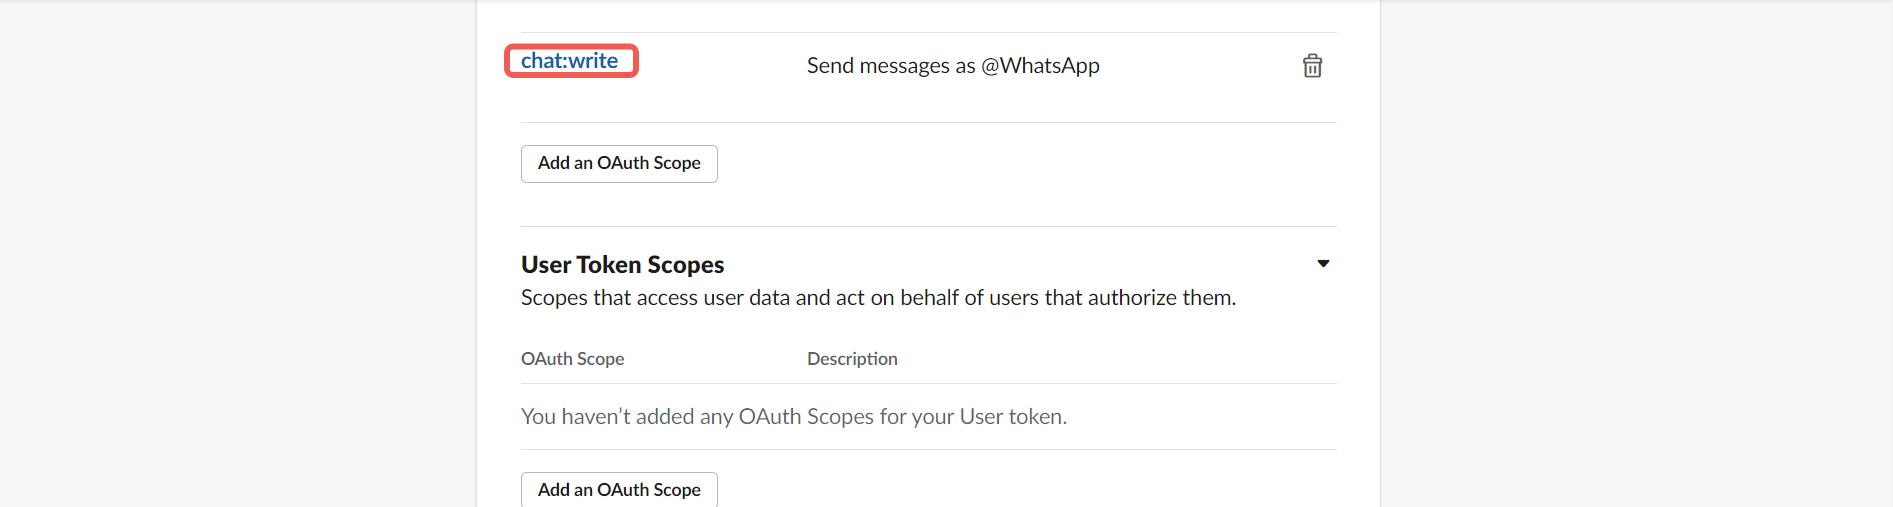 chat:write
Send messages as @WhatsApp
Add an OAuth Scope
User Token Scopes
Scopes that access user data and act on behalf of users that authorize them.
OAuth Scope
Description
You haven’t added any OAuth Scopes for your User token.
Add an OAuth Scope